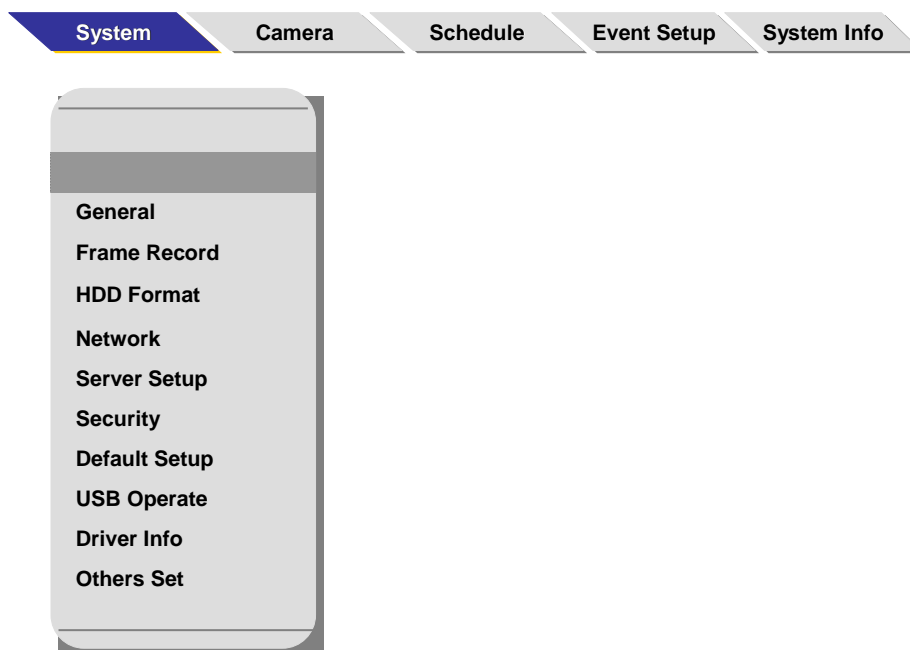 System Camera Schedule Event Setup System Info
General
Frame Record
HDD Format
Network
Server Setup
Security
Default Setup
USB Operate
Driver Info
Others Set